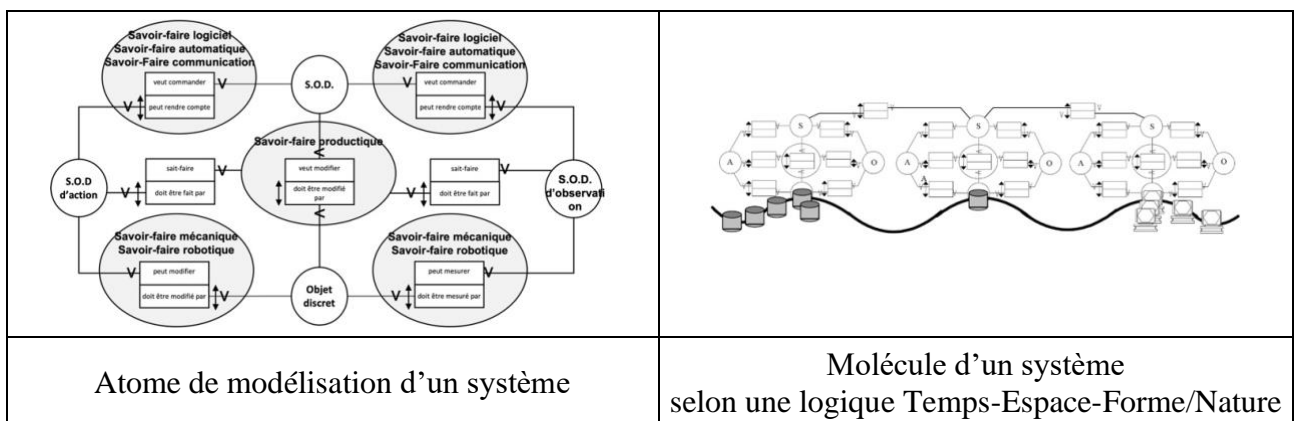 Savoir-faire logiciel
Savoir-faire automatique
Savoir-Faire communication
veut commander
V
peut rendre compte
V
S.O.D.
Savoir-faire logiciel
Savoir-faire automatique
Savoir-Faire communication
veut commander
V
peut rendre compte
V
Savoir-faire productique
V
veut modifier
doit être modifié
par
V
S.O.D
d'action
sait-faire
V
doit être fait par
V
sait-faire
V
doit être fait par
V
S.O.D.
d'observati
on
Savoir-faire mécanique
Savoir-faire robotique
peut modifier
V
doit être modifié par
V
Objet
discret
Savoir-faire mécanique
Savoir-faire robotique
peut mesurer
V
doit être mesuré par
V
S
A
O
S
A
O
A
S
A
O
Atome de modélisation d'un système
Molécule d'un système
selon une logique Temps-Espace-Forme/Nature